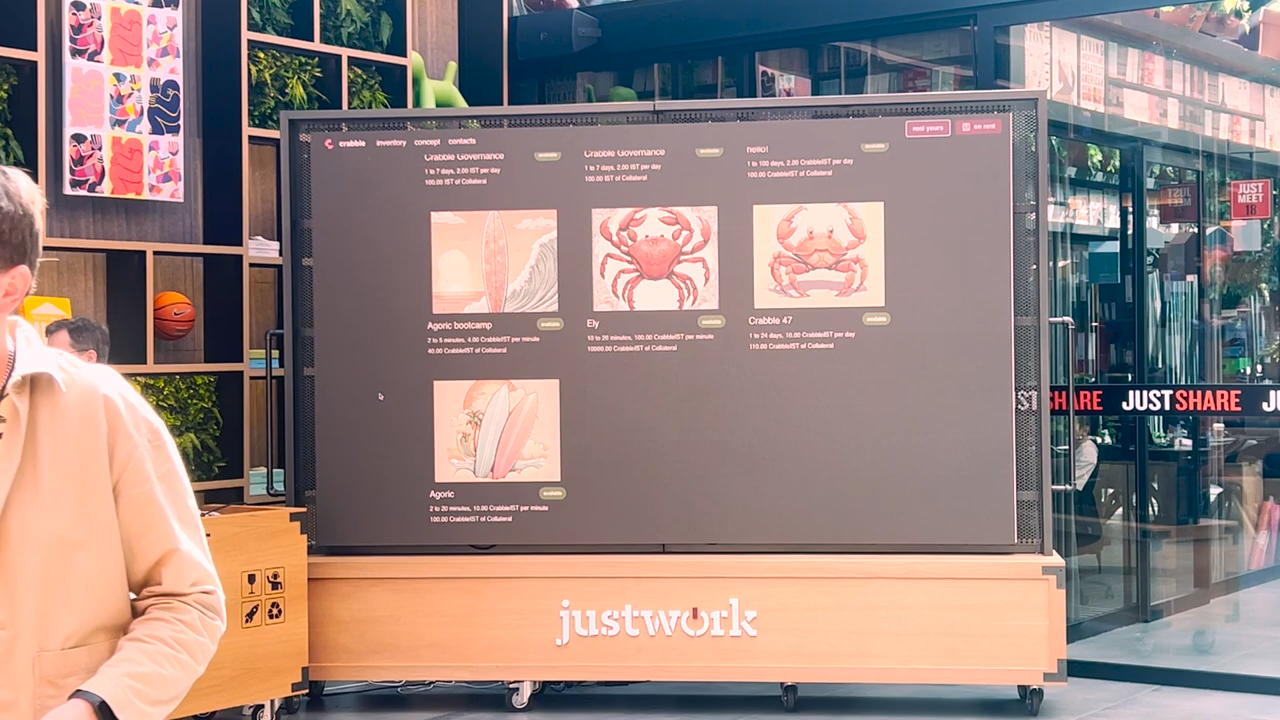 crabble inventory concept contacts
rent yours
on rent
Crabble Governance
available
1 to 7 days, 2.00 IST per day
100.00 IST of Collateral
Crabble Governance
available
1 to 7 days, 2.00 IST per day
100.00 IST of Collateral
hello!
available
1 to 100 days, 2.00 CrabbleIST per day
100.00 CrabbleIST of Collateral
Agoric bootcamp
available
2 to 5 minutes, 4.00 CrabbleIST per minute
40.00 CrabbleIST of Collateral
Ely
available
10 to 20 minutes, 100.00 CrabbleIST per minute
10000.00 CrabbleIST of Collateral
Crabble 47
available
1 to 24 days, 10.00 CrabbleIST per day
110.00 CrabbleIST of Collateral
Agoric
available
2 to 20 minutes, 10.00 CrabbleIST per minute
100.00 CrabbleIST of Collateral
justwork
JUST
MEET
18
ST SHARE JUSTSHARE JU